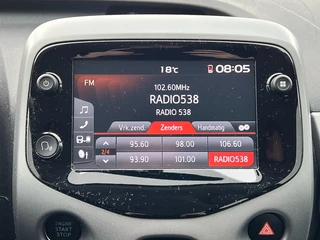 18°C 08:05
FM
102.60MHz
RADIO538
RADIO 538
Vrk.zend. Zenders Handmatig
95.60 98.00 106.60
2/4
93.90 101.00 RADIO538
ENGINE
START
STOP